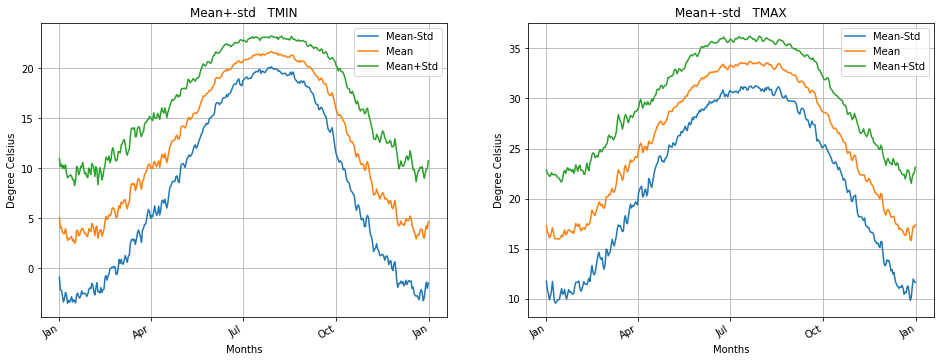 Mean+-std   TMIN
Degree Celsius
20
15
10
5
0
Mean-Std
Mean
Mean+Std
Jan
Apr
Jul
Oct
Jan
Months
Mean+-std   TMAX
Degree Celsius
35
30
25
20
15
10
Mean-Std
Mean
Mean+Std
Jan
Apr
Jul
Oct
Jan
Months